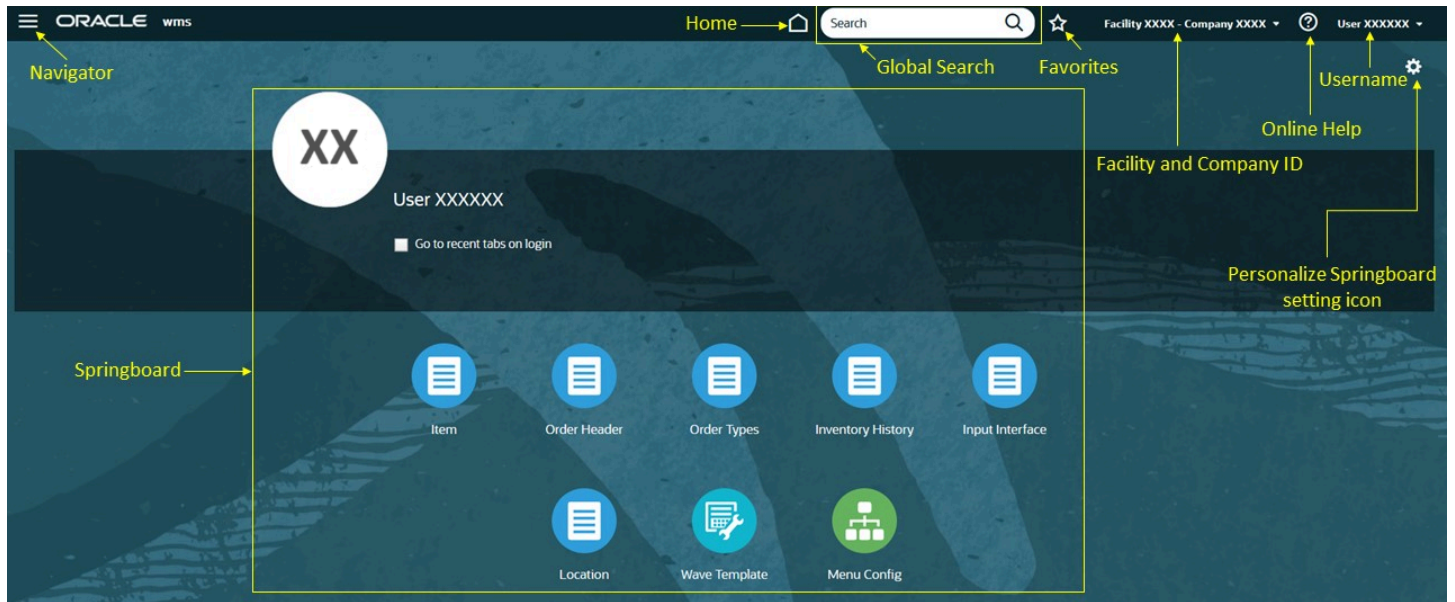 ORACLE wms
Home
Search
Facility XXXX - Company XXXX
User XXXXXX
Navigator
Global Search
Favorites
Username
Online Help
Facility and Company ID
XX
User XXXXXX
Go to recent tabs on login
Personalize Springboard
setting icon
Springboard
Item
Order Header
Order Types
Inventory History
Input Interface
Location
Wave Template
Menu Config